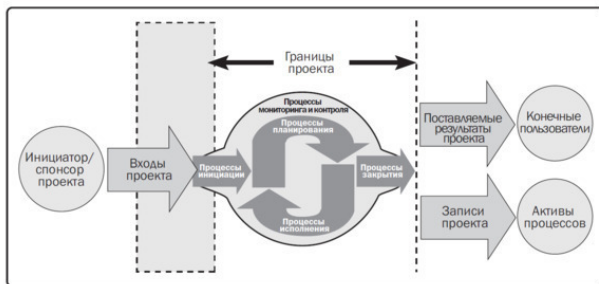 Границы
проекта
Процессы
мониторинга и контроля
Процессы
планирования
Инициатор/
спонсор
проекта
Входы
проекта
Процессы
инициации
Процессы
закрытия
Процессы
исполнения
Поставляемые
результаты
проекта
Конечные
пользователи
Записи
проекта
Активы
процессов